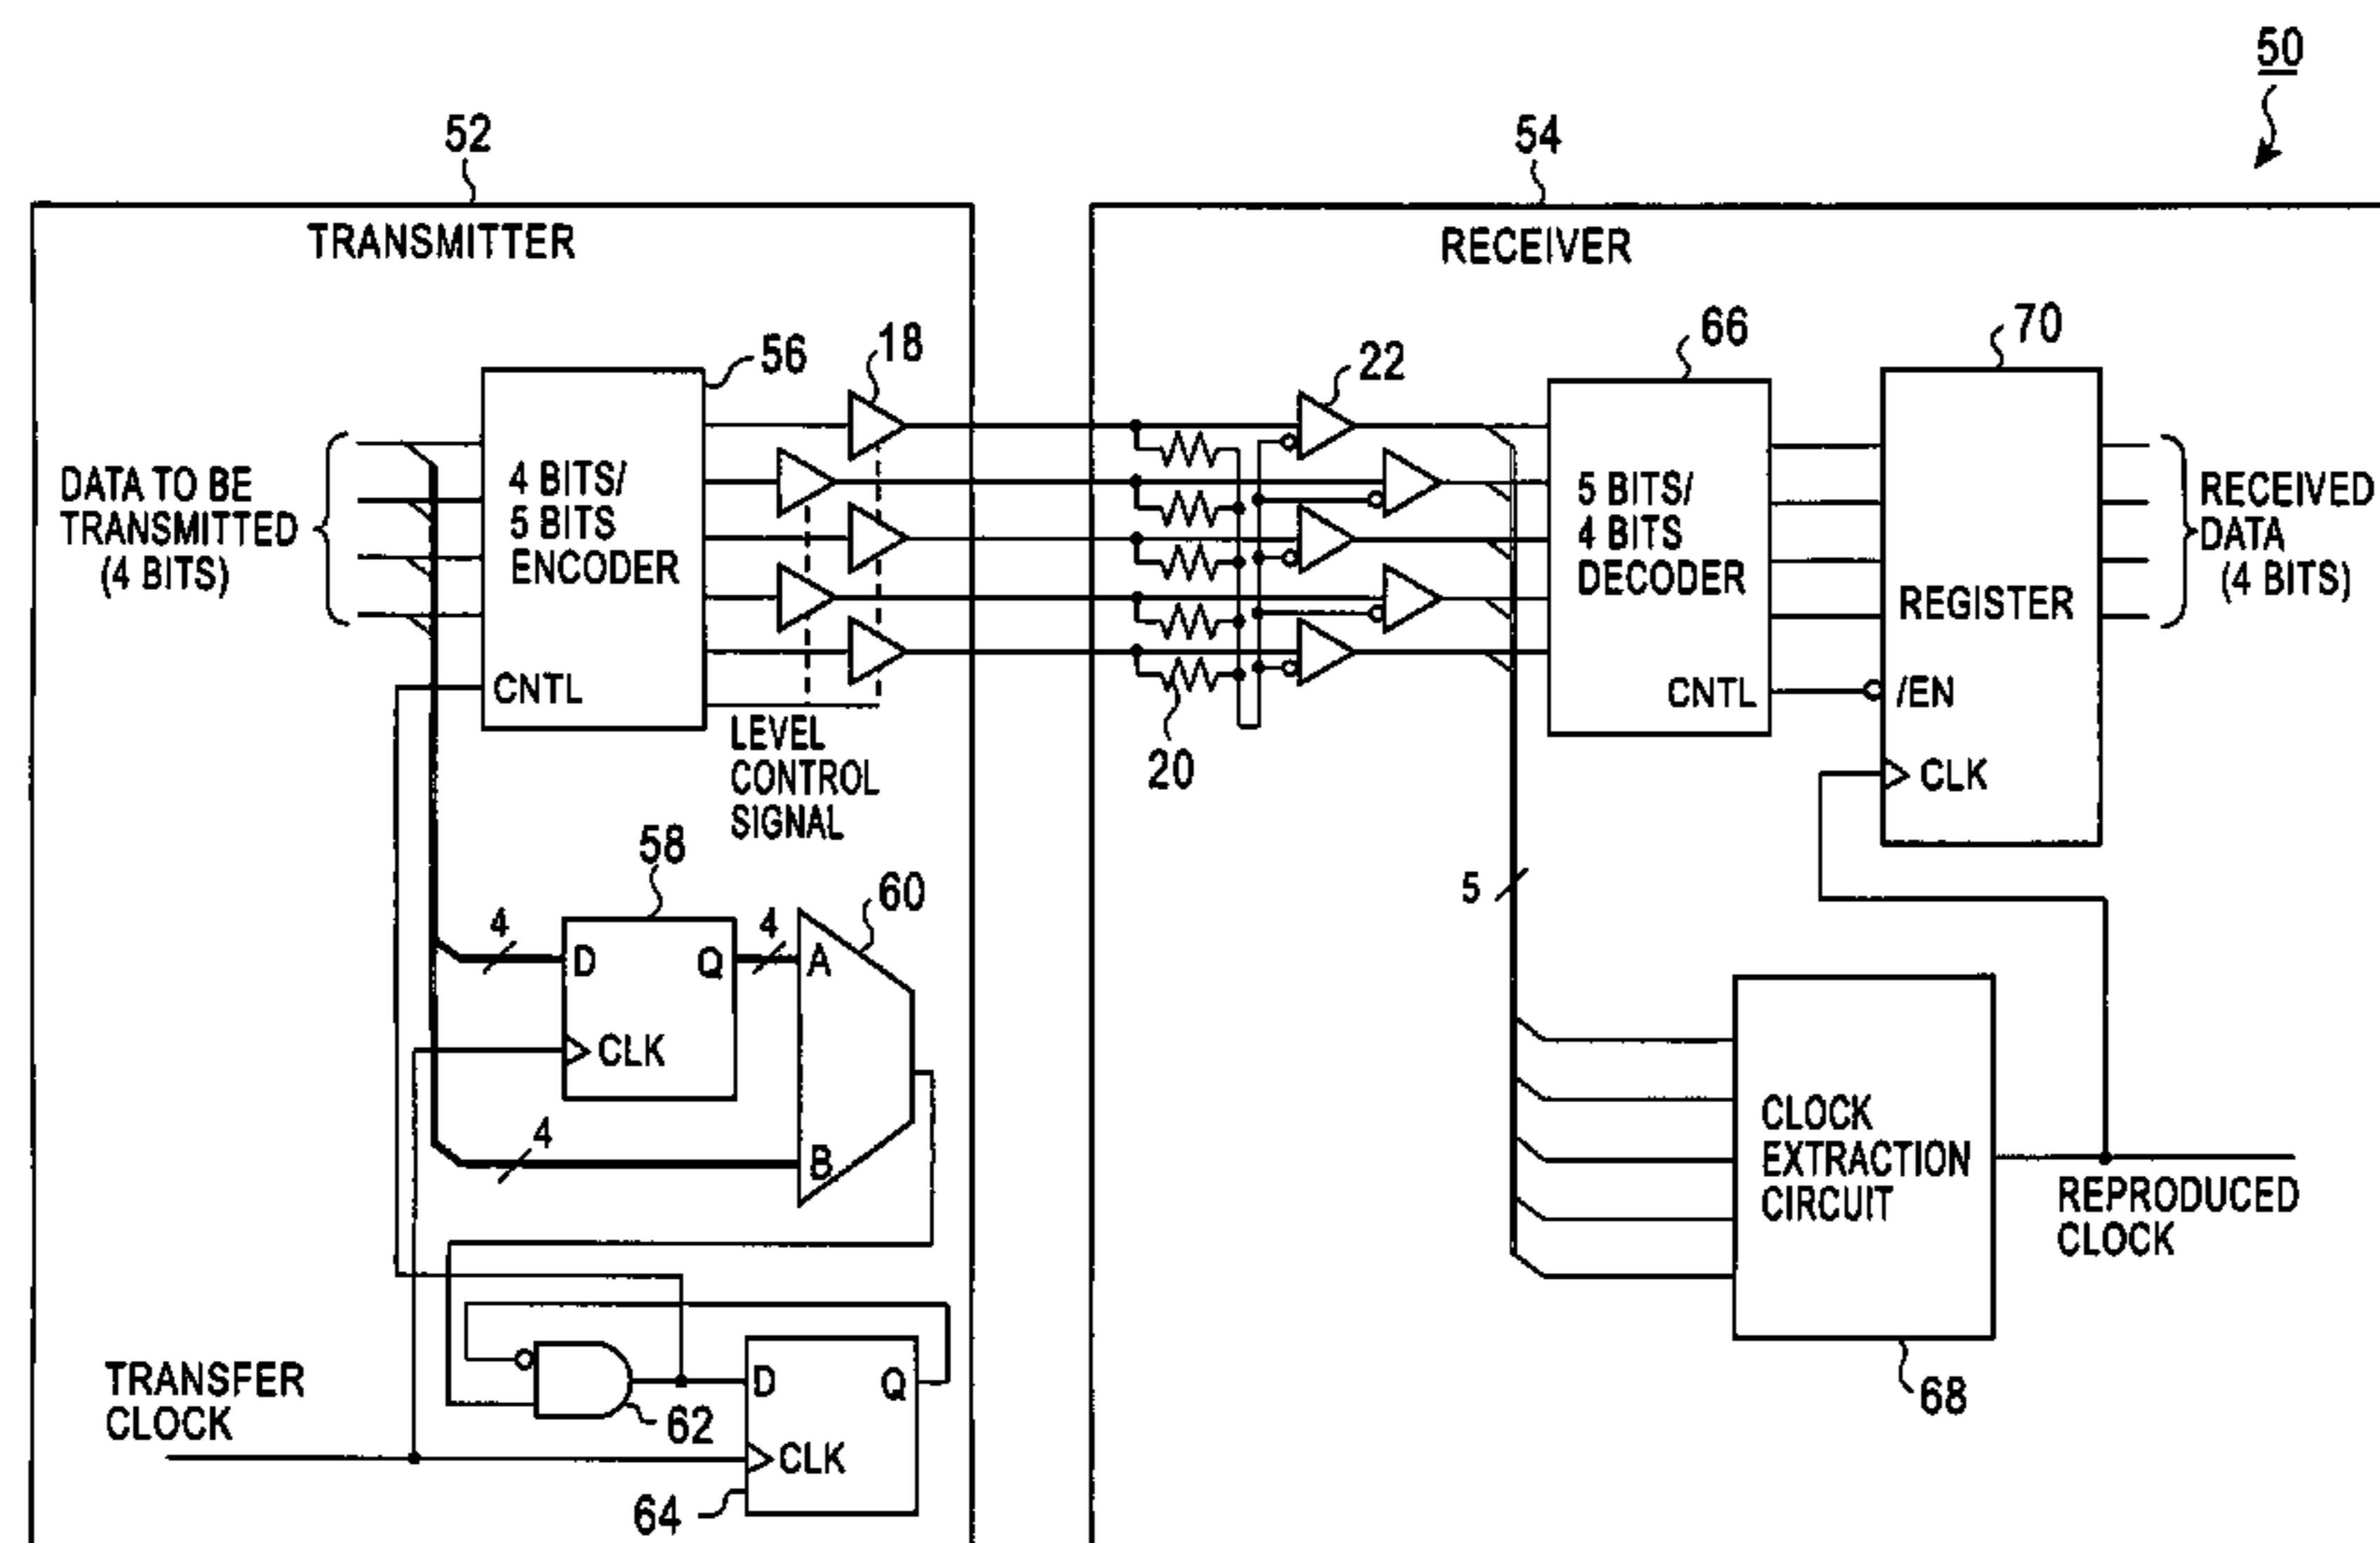 50
52
54
TRANSMITTER
RECEIVER
56
18
22
66
70
DATA TO BE
TRANSMITTED
(4 BITS)
4 BITS/
5 BITS
ENCODER
CNTL
LEVEL
CONTROL
SIGNAL
20
5 BITS/
4 BITS
DECODER
CNTL
REGISTER
/EN
CLK
RECEIVED
DATA
(4 BITS)
58
60
4
D
Q
4
A
CLK
4
B
5
CLOCK
EXTRACTION
CIRCUIT
REPRODUCED
CLOCK
68
TRANSFER
CLOCK
62
D
Q
CLK
64